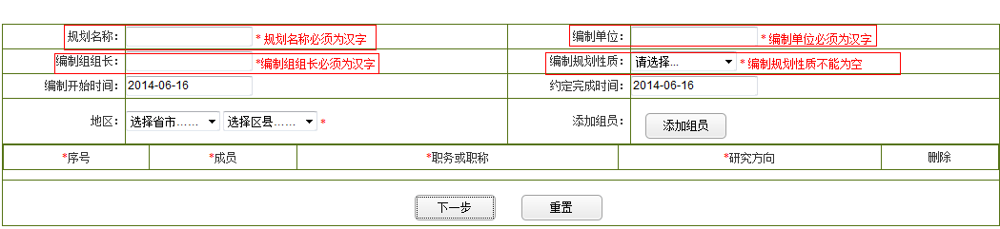 规划名称： * 规划名称必须为汉字 编制单位： * 编制单位必须为汉字
编制组组长： *编制组组长必须为汉字 编制规划性质： 请选择... * 编制规划性质不能为空
编制开始时间： 2014-06-16 约定完成时间： 2014-06-16
地区： 选择省市…… 选择区县…… * 添加组员： 添加组员
*序号 *成员 *职务或职称 *研究方向 删除
下一步 重置